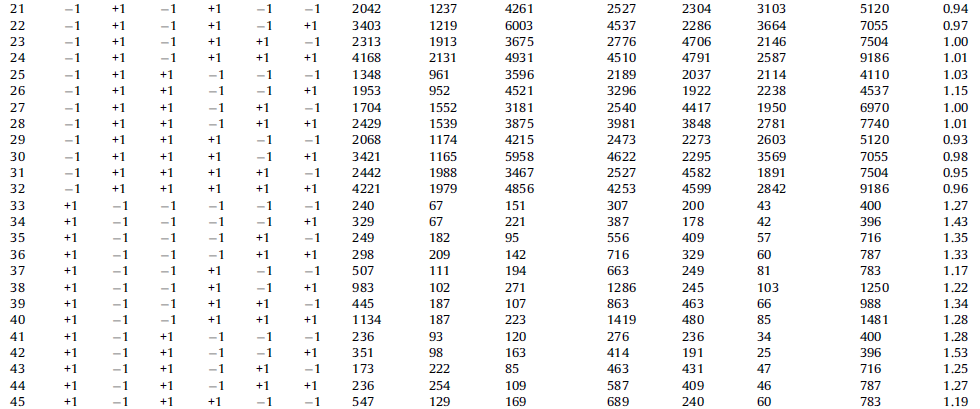 21 −1 +1 −1 +1 −1 −1 2042 1237 4261 2527 2304 3103 5120 0.94
22 −1 +1 −1 +1 −1 +1 3403 1219 6003 4537 2286 3664 7055 0.97
23 −1 +1 −1 +1 +1 −1 2313 1913 3675 2776 4706 2146 7504 1.00
24 −1 +1 −1 +1 +1 +1 4168 2131 4931 4510 4791 2587 9186 1.01
25 −1 +1 +1 −1 −1 −1 1348 961 3596 2189 2037 2114 4110 1.03
26 −1 +1 +1 −1 −1 +1 1953 952 4521 3296 1922 2238 4537 1.15
27 −1 +1 +1 −1 +1 −1 1704 1552 3181 2540 4417 1950 6970 1.00
28 −1 +1 +1 −1 +1 +1 2429 1539 3875 3981 3848 2781 7740 1.01
29 −1 +1 +1 +1 −1 −1 2068 1174 4215 2473 2273 2603 5120 0.93
30 −1 +1 +1 +1 −1 +1 3421 1165 5958 4622 2295 3569 7055 0.98
31 −1 +1 +1 +1 +1 −1 2442 1988 3467 2527 4582 1891 7504 0.95
32 −1 +1 +1 +1 +1 +1 4221 1979 4856 4253 4599 2842 9186 0.96
33 +1 −1 −1 −1 −1 −1 240 67 151 307 200 43 400 1.27
34 +1 −1 −1 −1 −1 +1 329 67 221 387 178 42 396 1.43
35 +1 −1 −1 −1 +1 −1 249 182 95 556 409 57 716 1.35
36 +1 −1 −1 −1 +1 +1 298 209 142 716 329 60 787 1.33
37 +1 −1 −1 +1 −1 −1 507 111 194 663 249 81 783 1.17
38 +1 −1 −1 +1 −1 +1 983 102 271 1286 245 103 1250 1.22
39 +1 −1 −1 +1 +1 −1 445 187 107 863 463 66 988 1.34
40 +1 −1 −1 +1 +1 +1 1134 187 223 1419 480 85 1481 1.28
41 +1 −1 +1 −1 −1 −1 236 93 120 276 236 34 400 1.28
42 +1 −1 +1 −1 −1 +1 351 98 163 414 191 25 396 1.53
43 +1 −1 +1 −1 +1 −1 173 222 85 463 431 47 716 1.25
44 +1 −1 +1 −1 +1 +1 236 254 109 587 409 46 787 1.27
45 +1 −1 +1 +1 −1 −1 547 129 169 689 240 60 783 1.19